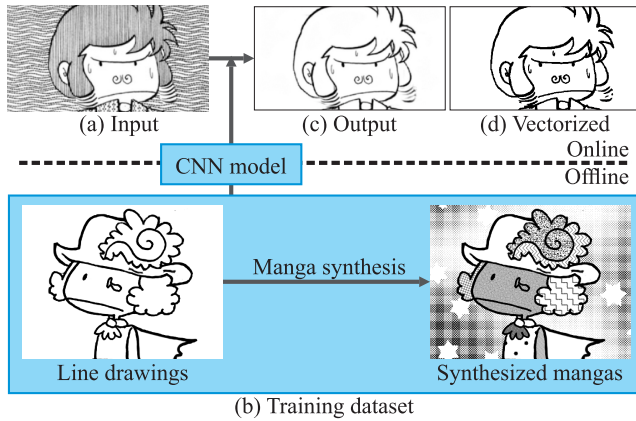 (a) Input
(c) Output
(d) Vectorized
CNN model
Online
Offline
Manga synthesis
Line drawings
Synthesized mangas
(b) Training dataset